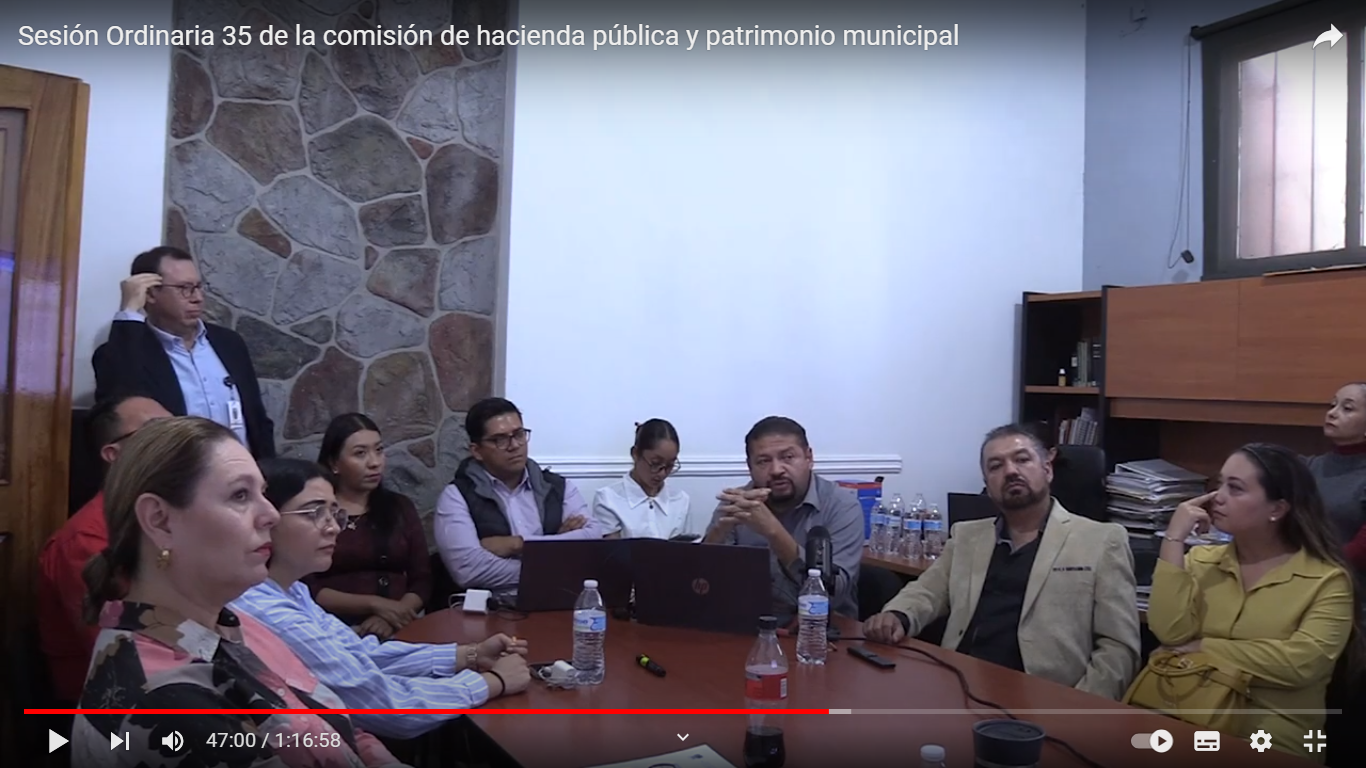 Sesión Ordinaria 35 de la comisión de hacienda pública y patrimonio municipal
47:00 / 1:16:58